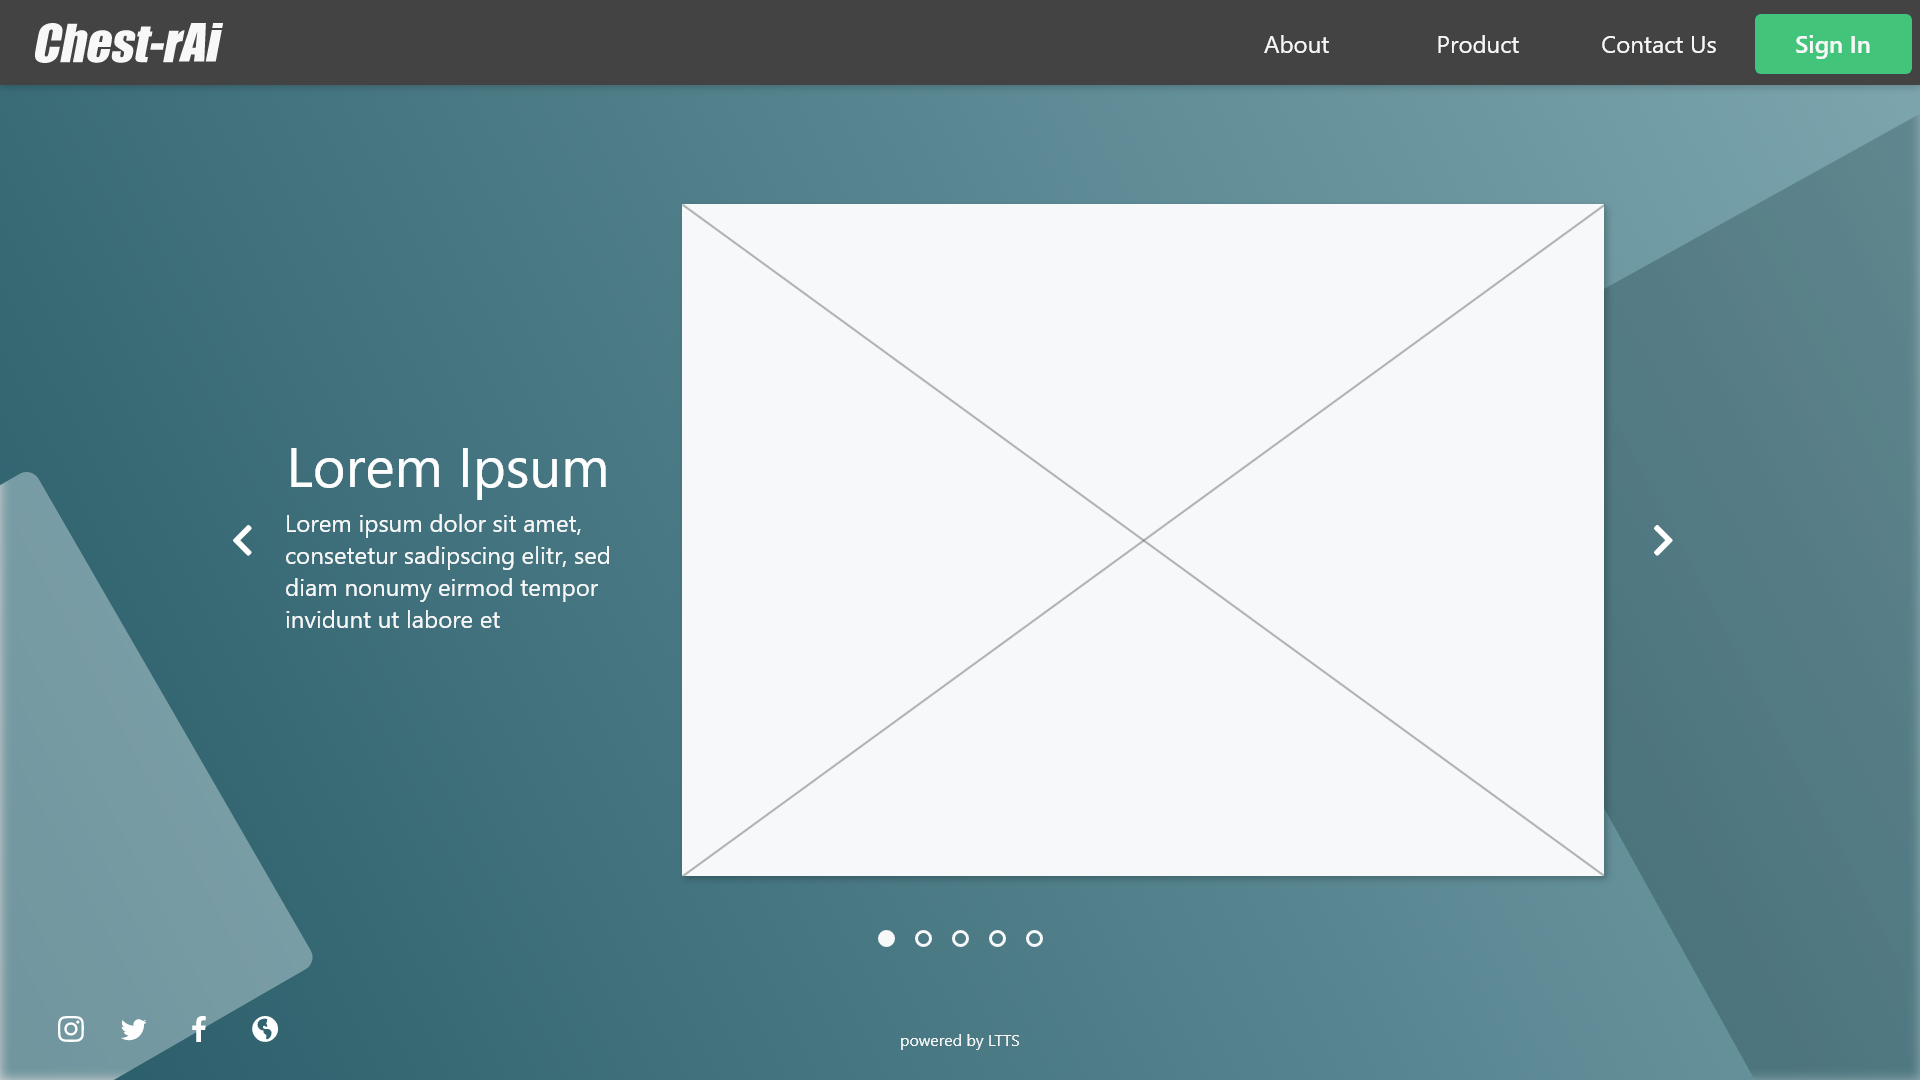 Chest-rAi
About
Product
Contact Us
Sign In
Lorem Ipsum
Lorem ipsum dolor sit amet,
consetetur sadipscing elitr, sed
diam nonumy eirmod tempor
invidunt ut labore et
powered by LTTS